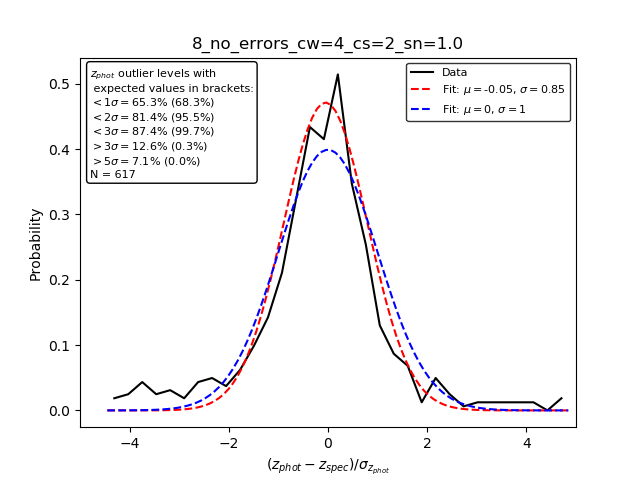 8_no_errors_cw=4_cs=2_sn=1.0
z_phot outlier levels with
expected values in brackets:
<1σ=65.3% (68.3%)
<2σ=81.4% (95.5%)
<3σ=87.4% (99.7%)
>3σ=12.6% (0.3%)
>5σ=7.1% (0.0%)
N = 617
Data
Fit: μ=-0.05, σ=0.85
Fit: μ=0, σ=1
Probability
0.5
0.4
0.3
0.2
0.1
0.0
−4 −2 0 2 4
(z_phot − z_spec)/σ_z_phot